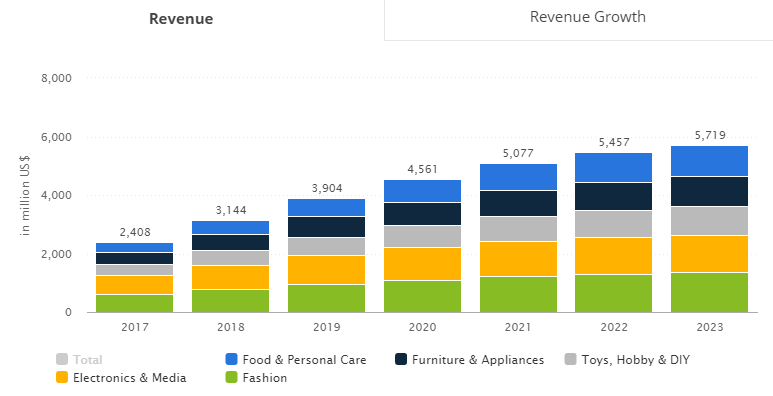 Revenue
Revenue Growth
8,000
6,000
4,000
2,000
0
in million US$
2,408
3,144
3,904
4,561
5,077
5,457
5,719
2017
2018
2019
2020
2021
2022
2023
Total
Food & Personal Care
Furniture & Appliances
Toys, Hobby & DIY
Electronics & Media
Fashion